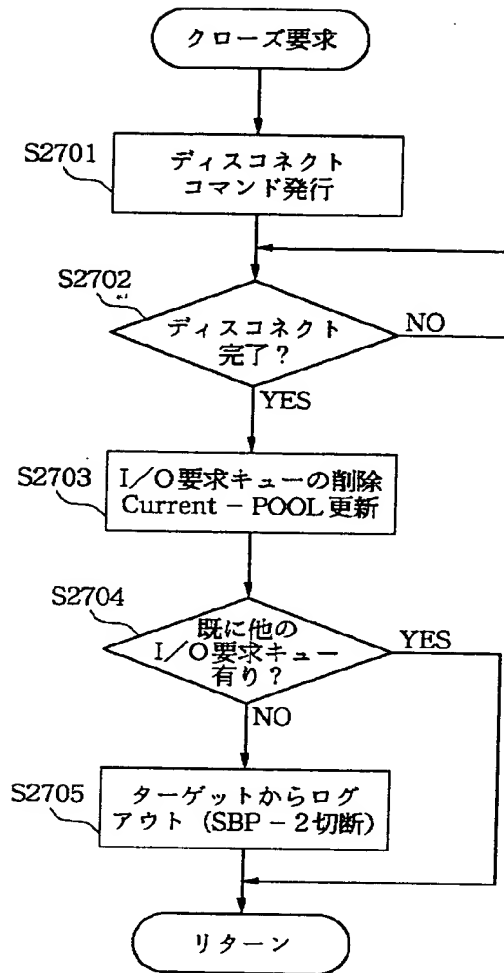 クローズ要求
S2701
ディスコネクト
コマンド発行
S2702
ディスコネクト
完了?
NO
YES
S2703
I/O要求キューの削除
Current-POOL更新
S2704
既に他の
I/O要求キュー
有り?
YES
NO
S2705
ターゲットからログ
アウト(SBP-2切断)
リターン